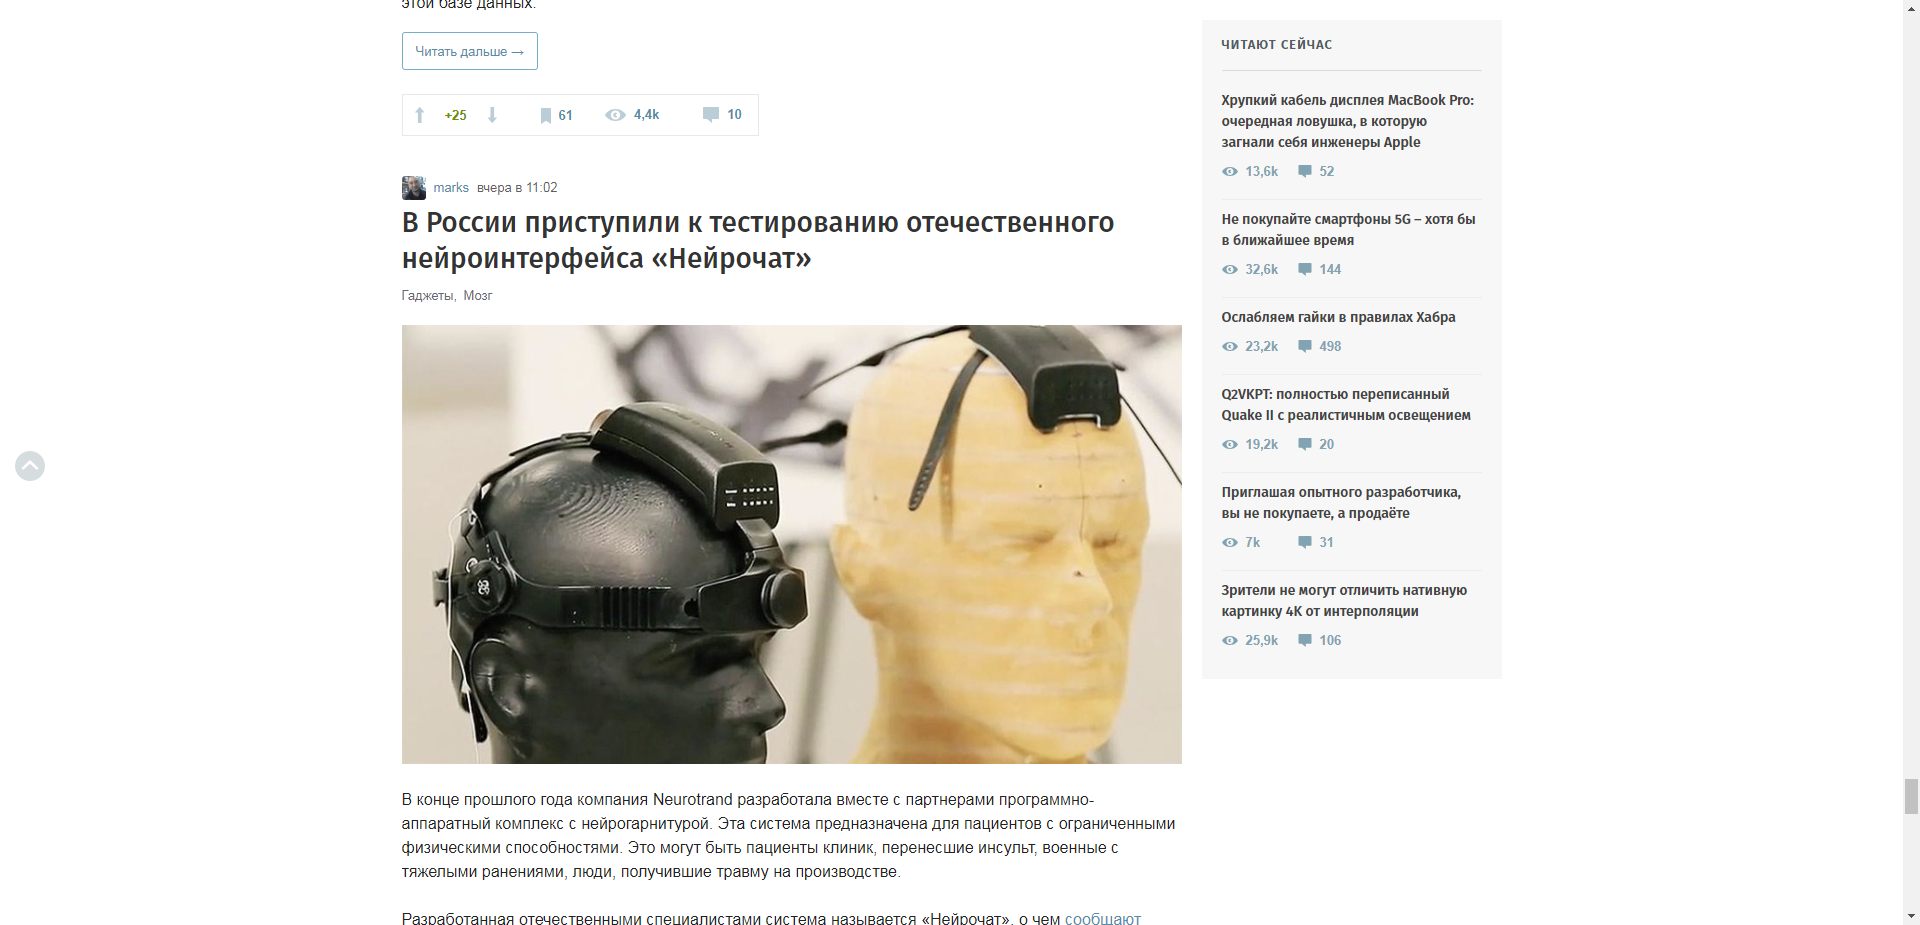 этой базе данных.
Читать дальше →
+25 61 4,4k 10
marks вчера в 11:02
В России приступили к тестированию отечественного
нейроинтерфейса «Нейрочат»
Гаджеты, Мозг
В конце прошлого года компания Neurotrand разработала вместе с партнерами программно-
аппаратный комплекс с нейрогарнитурой. Эта система предназначена для пациентов с ограниченными
физическими способностями. Это могут быть пациенты клиник, перенесшие инсульт, военные с
тяжелыми ранениями, люди, получившие травму на производстве.
Разработанная отечественными специалистами система называется «Нейрочат», о чем сообщают
ЧИТАЮТ СЕЙЧАС
Хрупкий кабель дисплея MacBook Pro:
очередная ловушка, в которую
загнали себя инженеры Apple
13,6k 52
Не покупайте смартфоны 5G – хотя бы
в ближайшее время
32,6k 144
Ослабляем гайки в правилах Хабра
23,2k 498
Q2VKPT: полностью переписанный
Quake II с реалистичным освещением
19,2k 20
Приглашая опытного разработчика,
вы не покупаете, а продаёте
7k 31
Зрители не могут отличить нативную
картинку 4K от интерполяции
25,9k 106